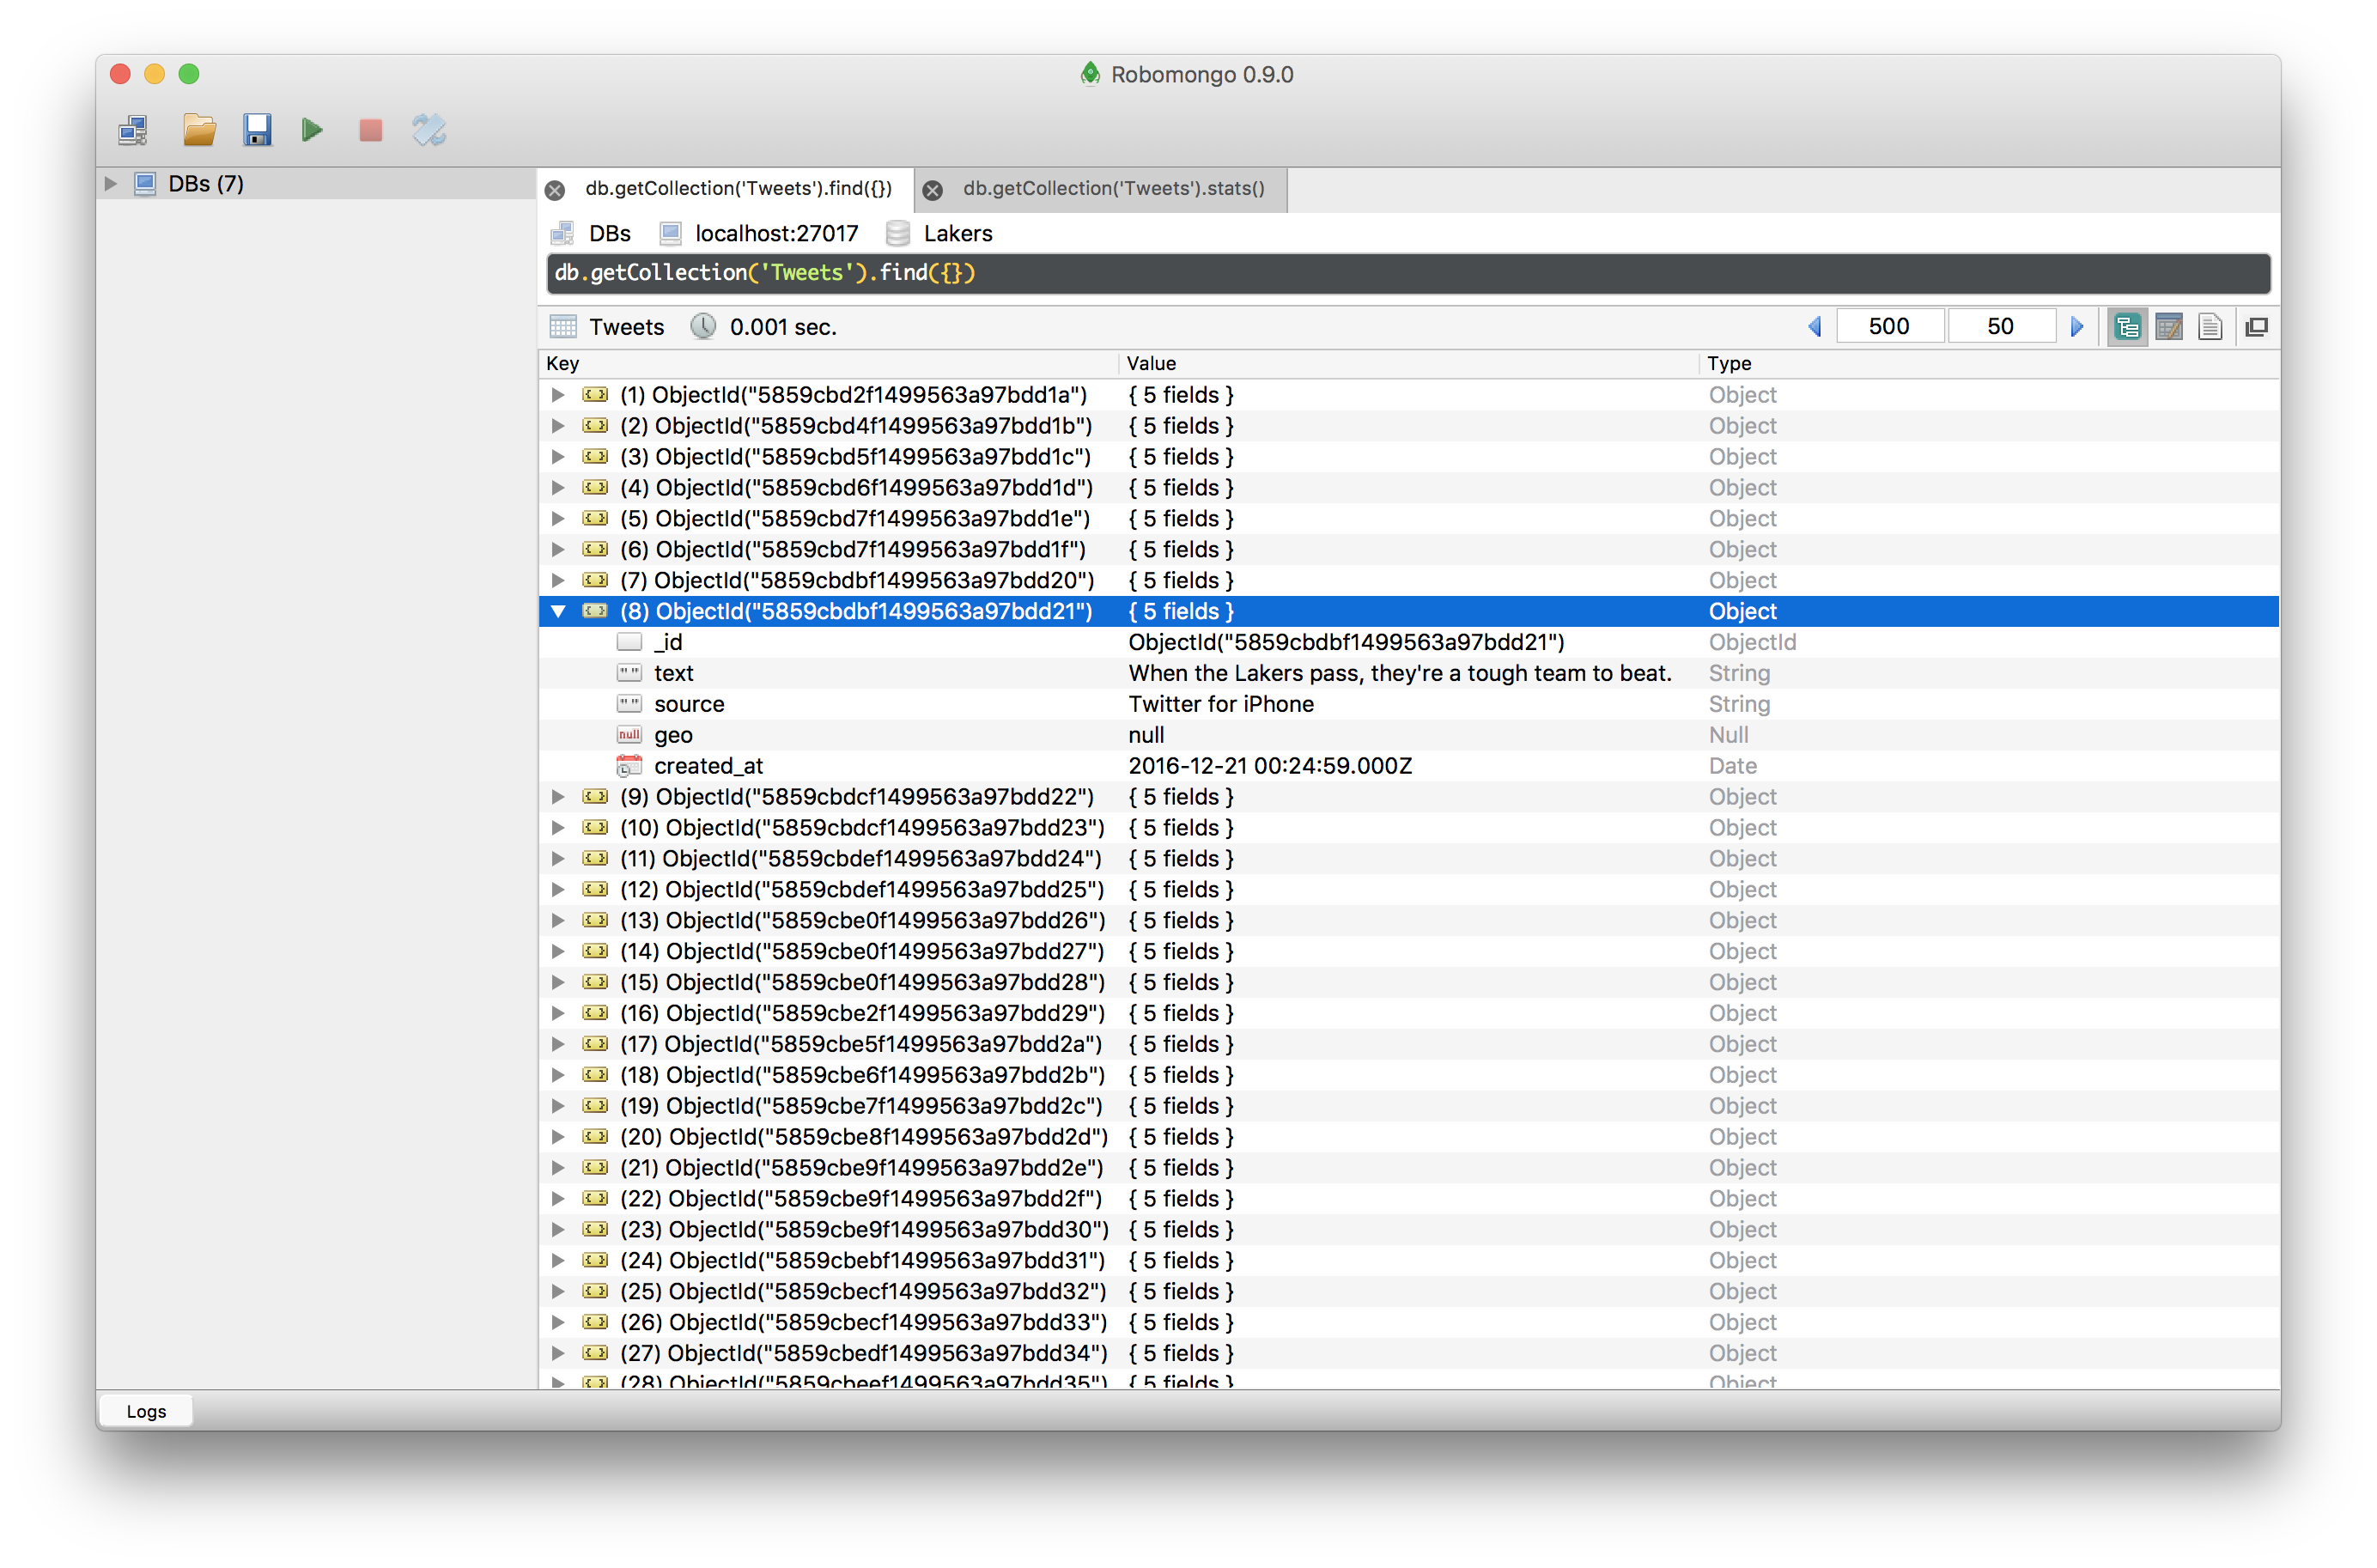 Robomongo 0.9.0
DBs (7)
db.getCollection('Tweets').find({}) db.getCollection('Tweets').stats()
DBs localhost:27017 Lakers
db.getCollection('Tweets').find({})
Tweets 0.001 sec. 500 50
Key Value Type
(1) ObjectId("5859cbd2f1499563a97bdd1a") { 5 fields } Object
(2) ObjectId("5859cbd4f1499563a97bdd1b") { 5 fields } Object
(3) ObjectId("5859cbd5f1499563a97bdd1c") { 5 fields } Object
(4) ObjectId("5859cbd6f1499563a97bdd1d") { 5 fields } Object
(5) ObjectId("5859cbd7f1499563a97bdd1e") { 5 fields } Object
(6) ObjectId("5859cbd7f1499563a97bdd1f") { 5 fields } Object
(7) ObjectId("5859cbdbf1499563a97bdd20") { 5 fields } Object
(8) ObjectId("5859cbdbf1499563a97bdd21") { 5 fields } Object
_id ObjectId("5859cbdbf1499563a97bdd21") ObjectId
"" text When the Lakers pass, they're a tough team to beat. String
"" source Twitter for iPhone String
null geo null Null
created_at 2016-12-21 00:24:59.000Z Date
(9) ObjectId("5859cbdcf1499563a97bdd22") { 5 fields } Object
(10) ObjectId("5859cbdcf1499563a97bdd23") { 5 fields } Object
(11) ObjectId("5859cbdef1499563a97bdd24") { 5 fields } Object
(12) ObjectId("5859cbdef1499563a97bdd25") { 5 fields } Object
(13) ObjectId("5859cbe0f1499563a97bdd26") { 5 fields } Object
(14) ObjectId("5859cbe0f1499563a97bdd27") { 5 fields } Object
(15) ObjectId("5859cbe0f1499563a97bdd28") { 5 fields } Object
(16) ObjectId("5859cbe2f1499563a97bdd29") { 5 fields } Object
(17) ObjectId("5859cbe5f1499563a97bdd2a") { 5 fields } Object
(18) ObjectId("5859cbe6f1499563a97bdd2b") { 5 fields } Object
(19) ObjectId("5859cbe7f1499563a97bdd2c") { 5 fields } Object
(20) ObjectId("5859cbe8f1499563a97bdd2d") { 5 fields } Object
(21) ObjectId("5859cbe9f1499563a97bdd2e") { 5 fields } Object
(22) ObjectId("5859cbe9f1499563a97bdd2f") { 5 fields } Object
(23) ObjectId("5859cbe9f1499563a97bdd30") { 5 fields } Object
(24) ObjectId("5859cbebf1499563a97bdd31") { 5 fields } Object
(25) ObjectId("5859cbecf1499563a97bdd32") { 5 fields } Object
(26) ObjectId("5859cbecf1499563a97bdd33") { 5 fields } Object
(27) ObjectId("5859cbedf1499563a97bdd34") { 5 fields } Object
(28) ObjectId("5859cbeef1499563a97bdd35") { 5 fields } Object
Logs